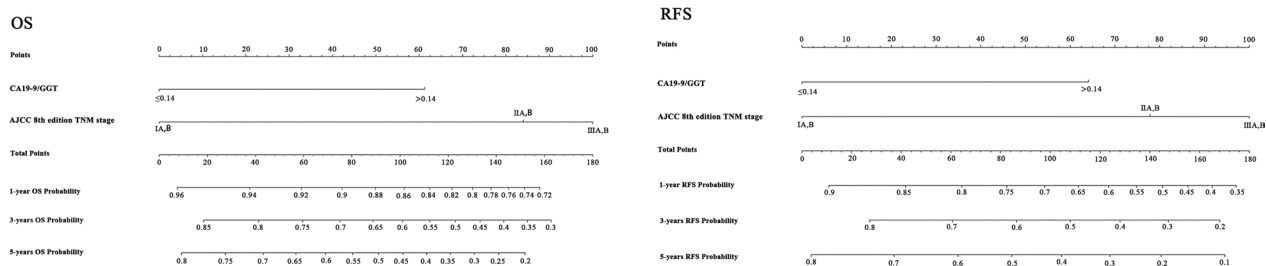 OS
Points
0 10 20 30 40 50 60 70 80 90 100
CA19-9/GGT
≤0.14 >0.14
AJCC 8th edition TNM stage
IA,B IIA,B IIIA,B
Total Points
0 20 40 60 80 100 120 140 160 180
1-year OS Probability
0.96 0.94 0.92 0.9 0.88 0.86 0.84 0.82 0.8 0.78 0.76 0.74 0.72
3-years OS Probability
0.85 0.8 0.75 0.7 0.65 0.6 0.55 0.5 0.45 0.4 0.35 0.3
5-years OS Probability
0.8 0.75 0.7 0.65 0.6 0.55 0.5 0.45 0.4 0.35 0.3 0.25 0.2
RFS
Points
0 10 20 30 40 50 60 70 80 90 100
CA19-9/GGT
≤0.14 >0.14
AJCC 8th edition TNM stage
IA,B IIA,B IIIA,B
Total Points
0 20 40 60 80 100 120 140 160 180
1-year RFS Probability
0.9 0.85 0.8 0.75 0.7 0.65 0.6 0.55 0.5 0.45 0.4 0.35
3-years RFS Probability
0.8 0.7 0.6 0.5 0.4 0.3 0.2
5-years RFS Probability
0.8 0.7 0.6 0.5 0.4 0.3 0.2 0.1